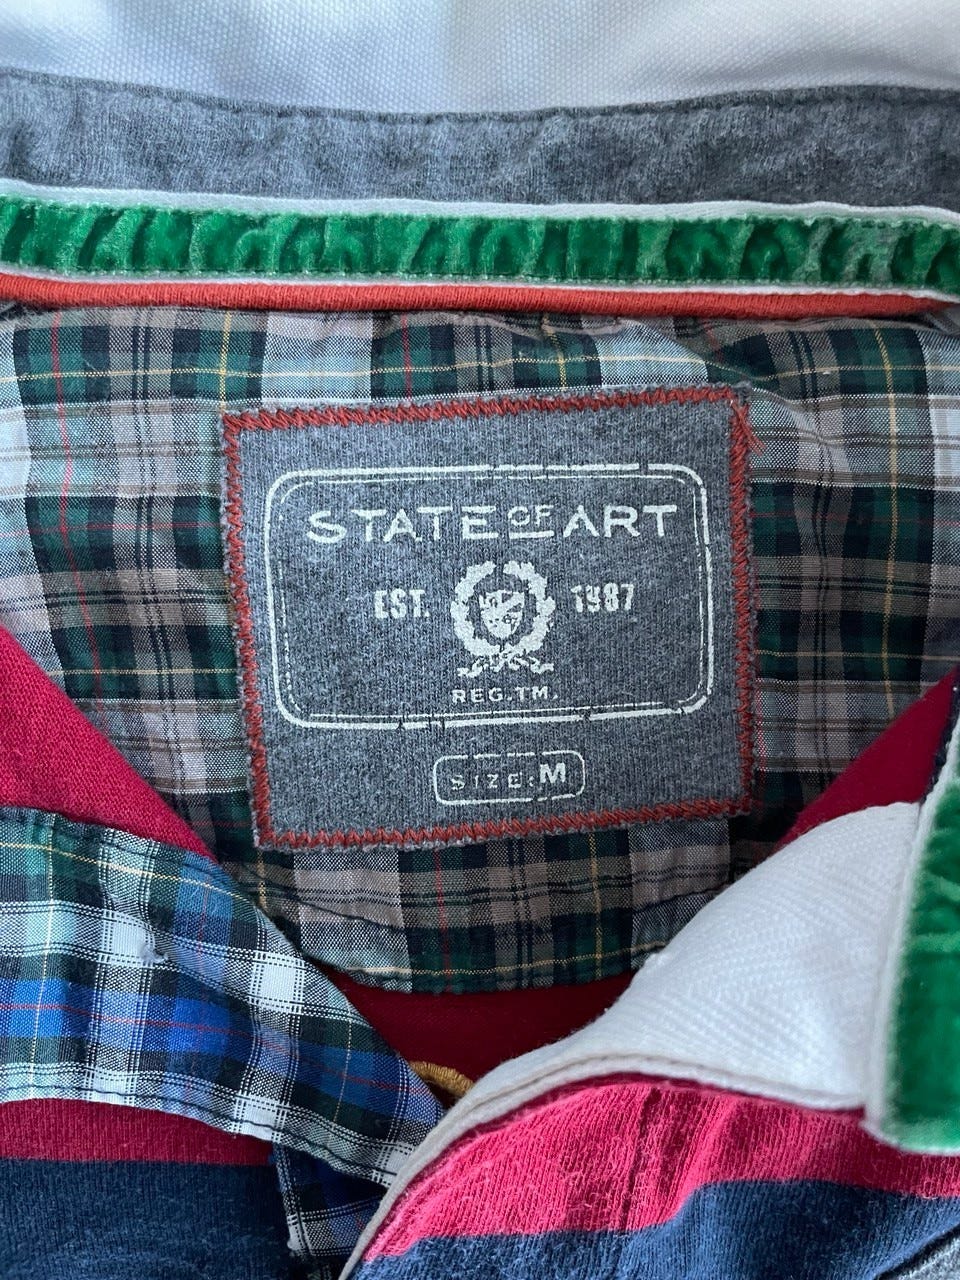 STATE OF ART
EST. 1987
REG.TM.
SIZE: M